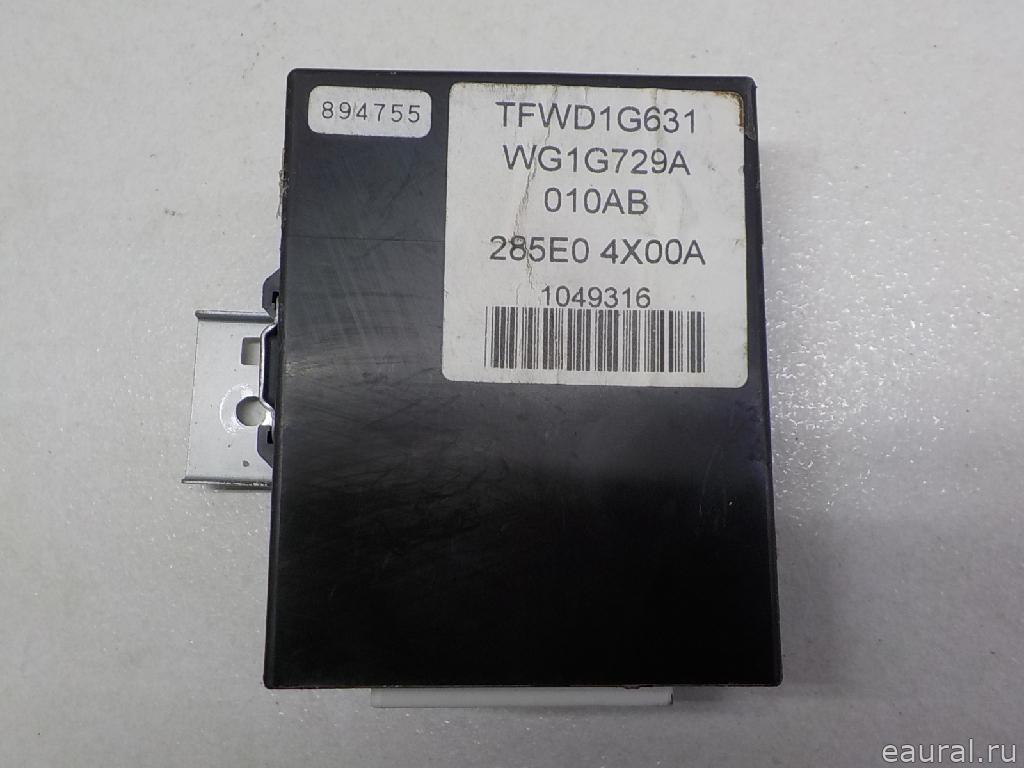 894755
TFWD1G631
WG1G729A
010AB
285E0 4X00A
1049316
eaural.ru